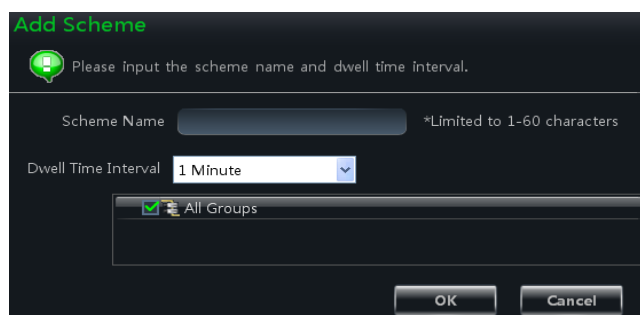 Add Scheme
Please input the scheme name and dwell time interval.
Scheme Name *Limited to 1-60 characters
Dwell Time Interval 1 Minute
All Groups
OK Cancel